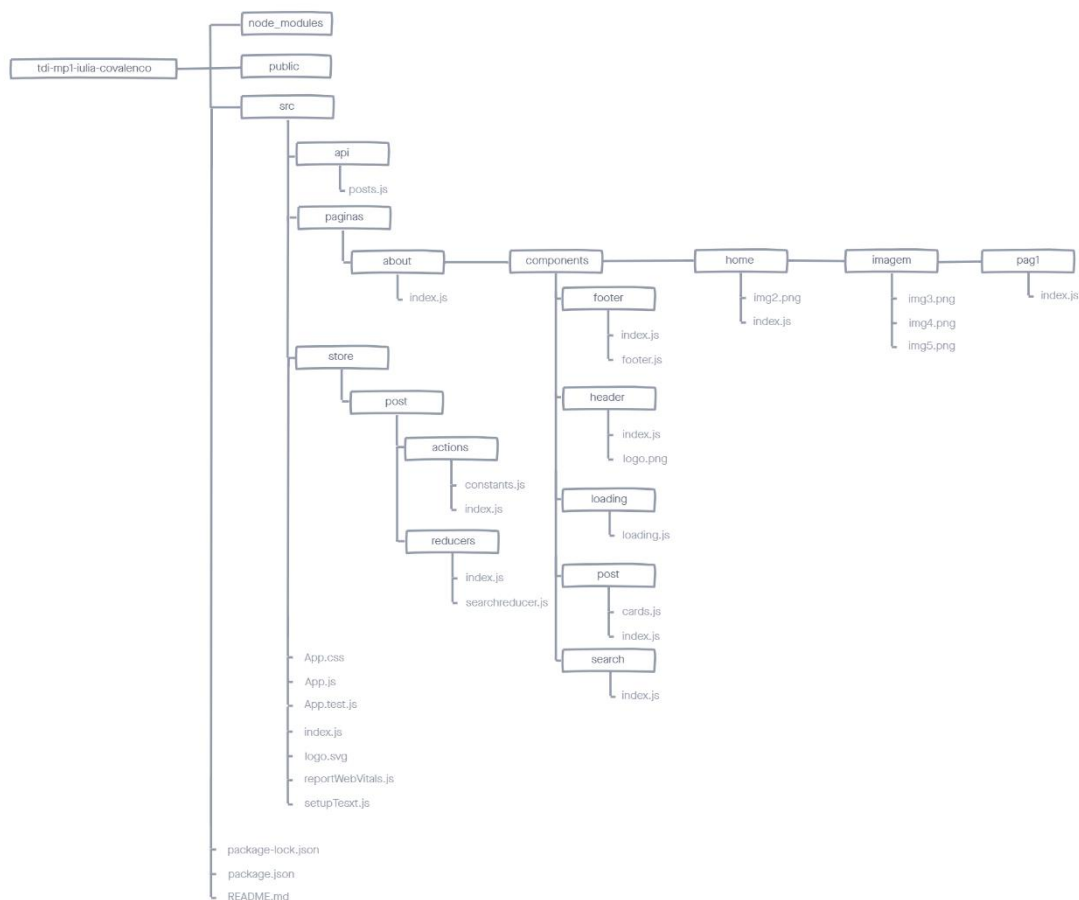 node_modules
tdi-mp1-iulia-covalenco
public
src
api
posts.js
paginas
about
index.js
components
footer
index.js
footer.js
header
index.js
logo.png
loading
loading.js
post
cards.js
index.js
search
index.js
home
img2.png
index.js
imagem
img3.png
img4.png
img5.png
pag1
index.js
store
post
actions
constants.js
index.js
reducers
index.js
searchreducer.js
App.css
App.js
App.test.js
index.js
logo.svg
reportWebVitals.js
setupTesxt.js
package-lock.json
package.json
README.md